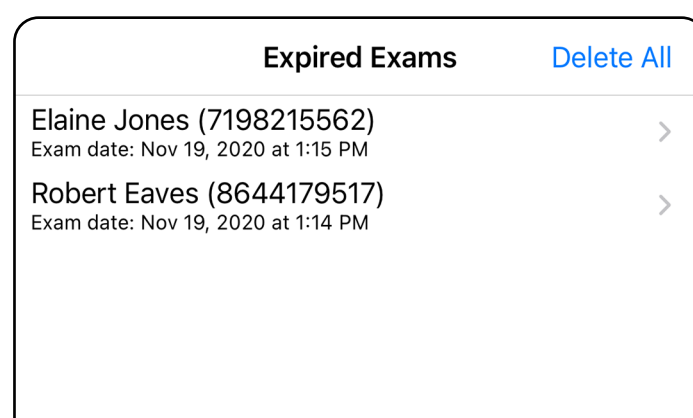 Expired Exams
Delete All
Elaine Jones (7198215562)
Exam date: Nov 19, 2020 at 1:15 PM
Robert Eaves (8644179517)
Exam date: Nov 19, 2020 at 1:14 PM